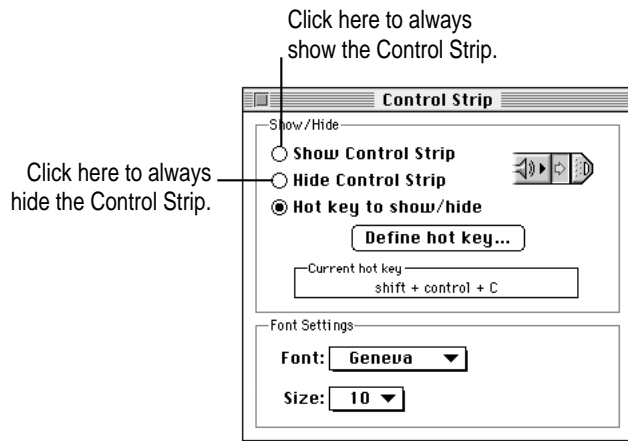 Click here to always
show the Control Strip.
Control Strip
Show/Hide
Show Control Strip
Click here to always
hide the Control Strip.
Hide Control Strip
Hot key to show/hide
Define hot key...
Current hot key
shift + control + C
Font Settings
Font: Geneva
Size: 10